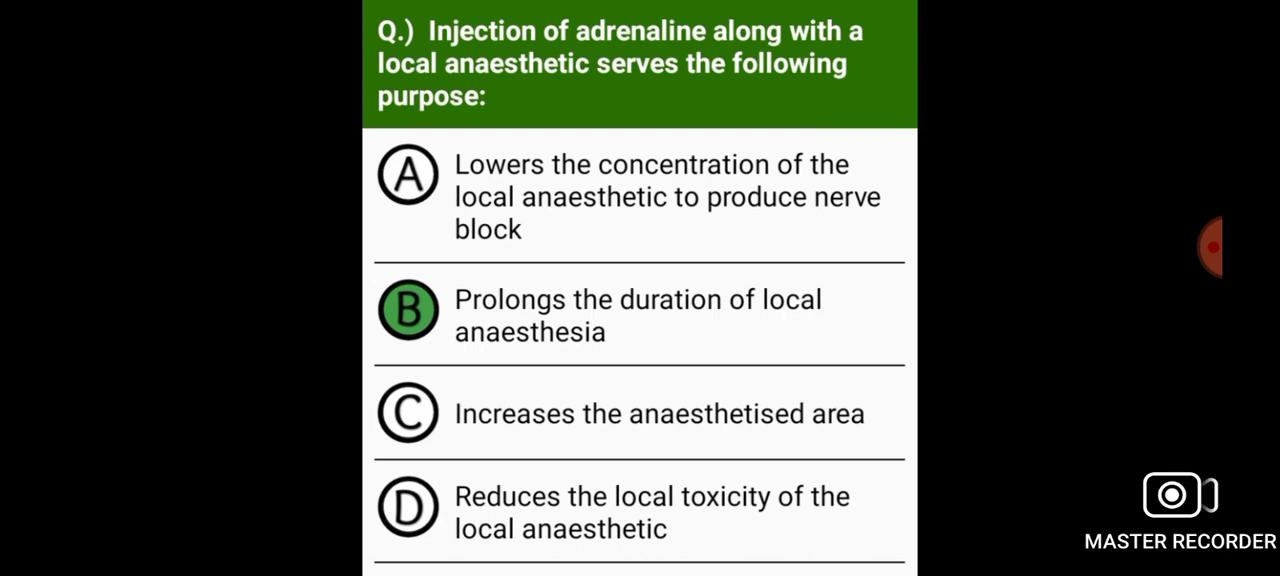 Q.) Injection of adrenaline along with a
local anaesthetic serves the following
purpose:
A Lowers the concentration of the
local anaesthetic to produce nerve
block
B Prolongs the duration of local
anaesthesia
C Increases the anaesthetised area
D Reduces the local toxicity of the
local anaesthetic
MASTER RECORDER